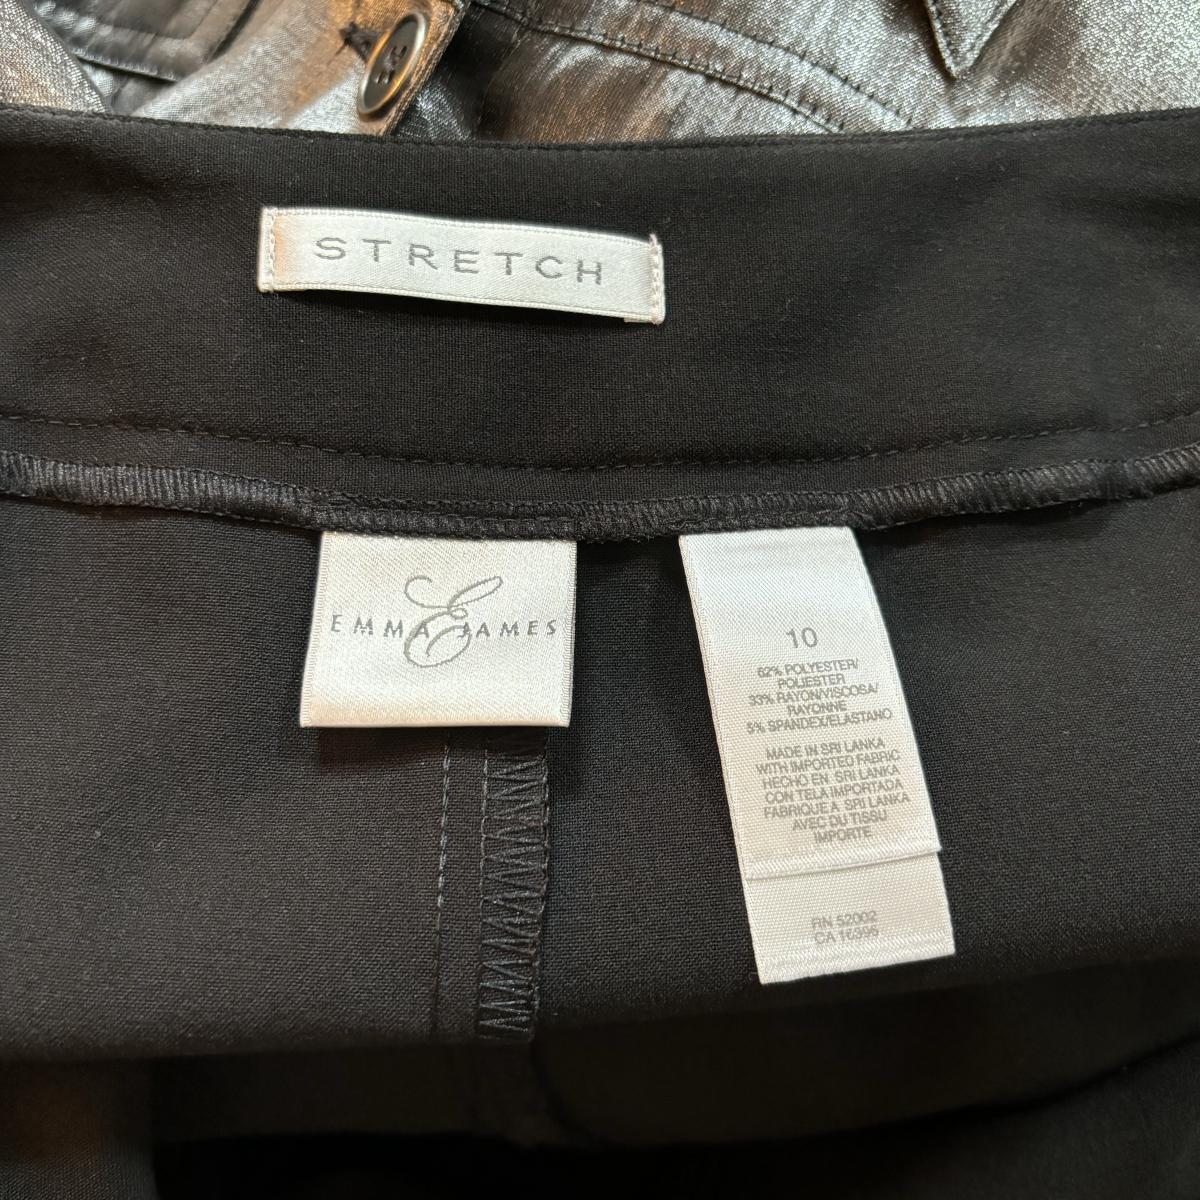 STRETCH
E
EMMA JAMES
10
62% POLYESTER/
POLIESTER
33% RAYON/VISCOSA/
RAYONNE
5% SPANDEX/ELASTANO
MADE IN SRI LANKA
WITH IMPORTED FABRIC
HECHO EN SRI LANKA
CON TELA IMPORTADA
FABRIQUE A SRI LANKA
AVEC DU TISSU
IMPORTE
RN 52002
CA 16396